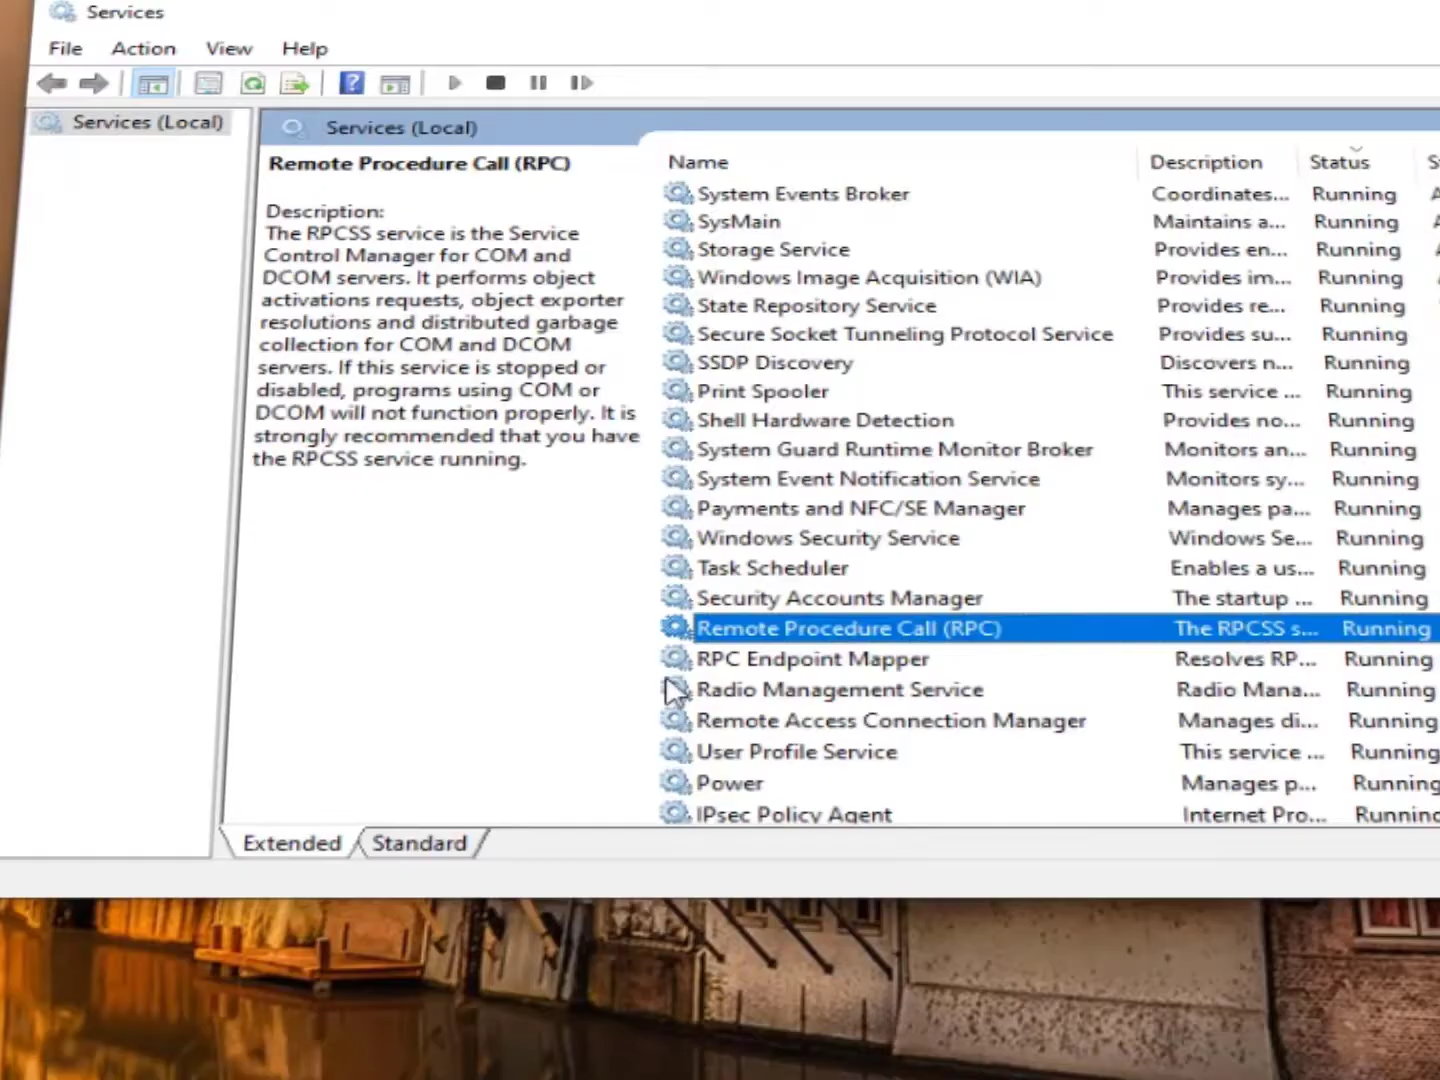 Services
File Action View Help
Services (Local)
Services (Local)
Remote Procedure Call (RPC)
Description:
The RPCSS service is the Service
Control Manager for COM and
DCOM servers. It performs object
activations requests, object exporter
resolutions and distributed garbage
collection for COM and DCOM
servers. If this service is stopped or
disabled, programs using COM or
DCOM will not function properly. It is
strongly recommended that you have
the RPCSS service running.
Name Description Status
System Events Broker Coordinates... Running
SysMain Maintains a... Running
Storage Service Provides en... Running
Windows Image Acquisition (WIA) Provides im... Running
State Repository Service Provides re... Running
Secure Socket Tunneling Protocol Service Provides su... Running
SSDP Discovery Discovers n... Running
Print Spooler This service ... Running
Shell Hardware Detection Provides no... Running
System Guard Runtime Monitor Broker Monitors an... Running
System Event Notification Service Monitors sy... Running
Payments and NFC/SE Manager Manages pa... Running
Windows Security Service Windows Se... Running
Task Scheduler Enables a us... Running
Security Accounts Manager The startup ... Running
Remote Procedure Call (RPC) The RPCSS s... Running
RPC Endpoint Mapper Resolves RP... Running
Radio Management Service Radio Mana... Running
Remote Access Connection Manager Manages di... Running
User Profile Service This service ... Running
Power Manages p... Running
IPsec Policy Agent Internet Pro... Running
Extended Standard